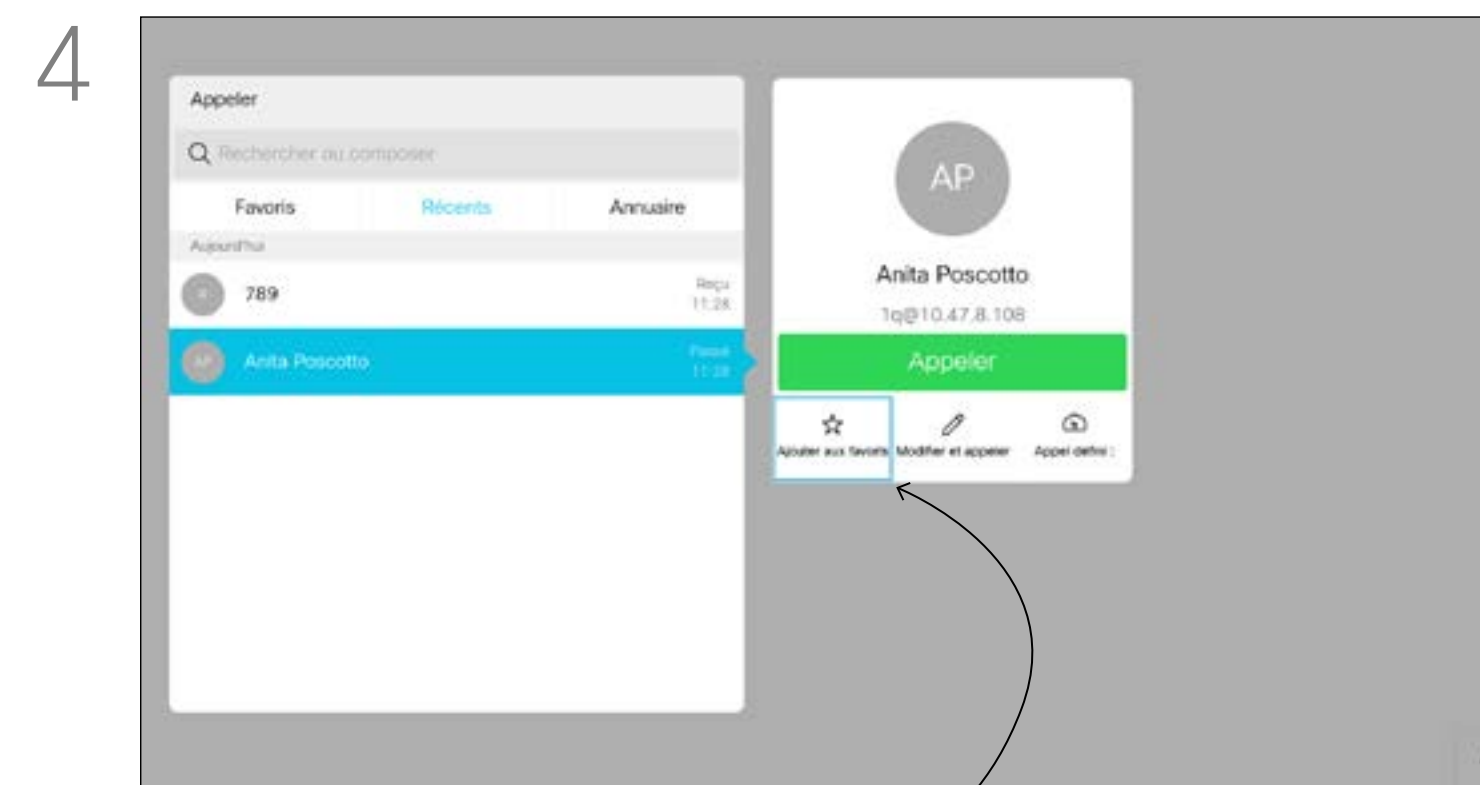 4
Appeler
Rechercher ou composer
Favoris Récents Annuaire
Aujourd'hui
789 Reçu
11:28
AP Anita Poscotto Passé
11:28
AP
Anita Poscotto
1q@10.47.8.108
Appeler
Ajouter aux favoris Modifier et appeler Appel défini :